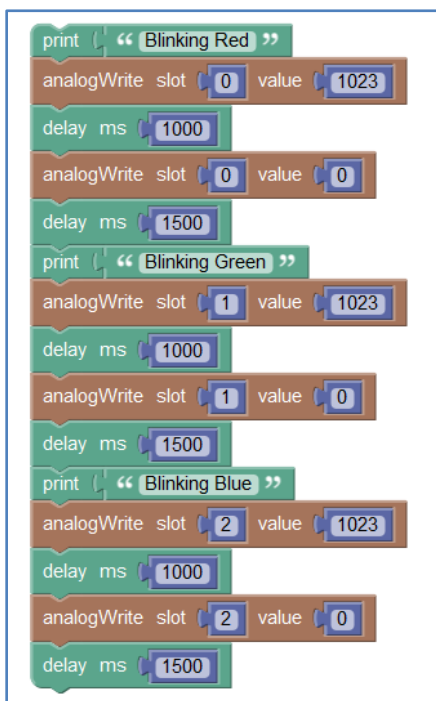 print “ Blinking Red ”
analogWrite slot 0 value 1023
delay ms 1000
analogWrite slot 0 value 0
delay ms 1500
print “ Blinking Green ”
analogWrite slot 1 value 1023
delay ms 1000
analogWrite slot 1 value 0
delay ms 1500
print “ Blinking Blue ”
analogWrite slot 2 value 1023
delay ms 1000
analogWrite slot 2 value 0
delay ms 1500